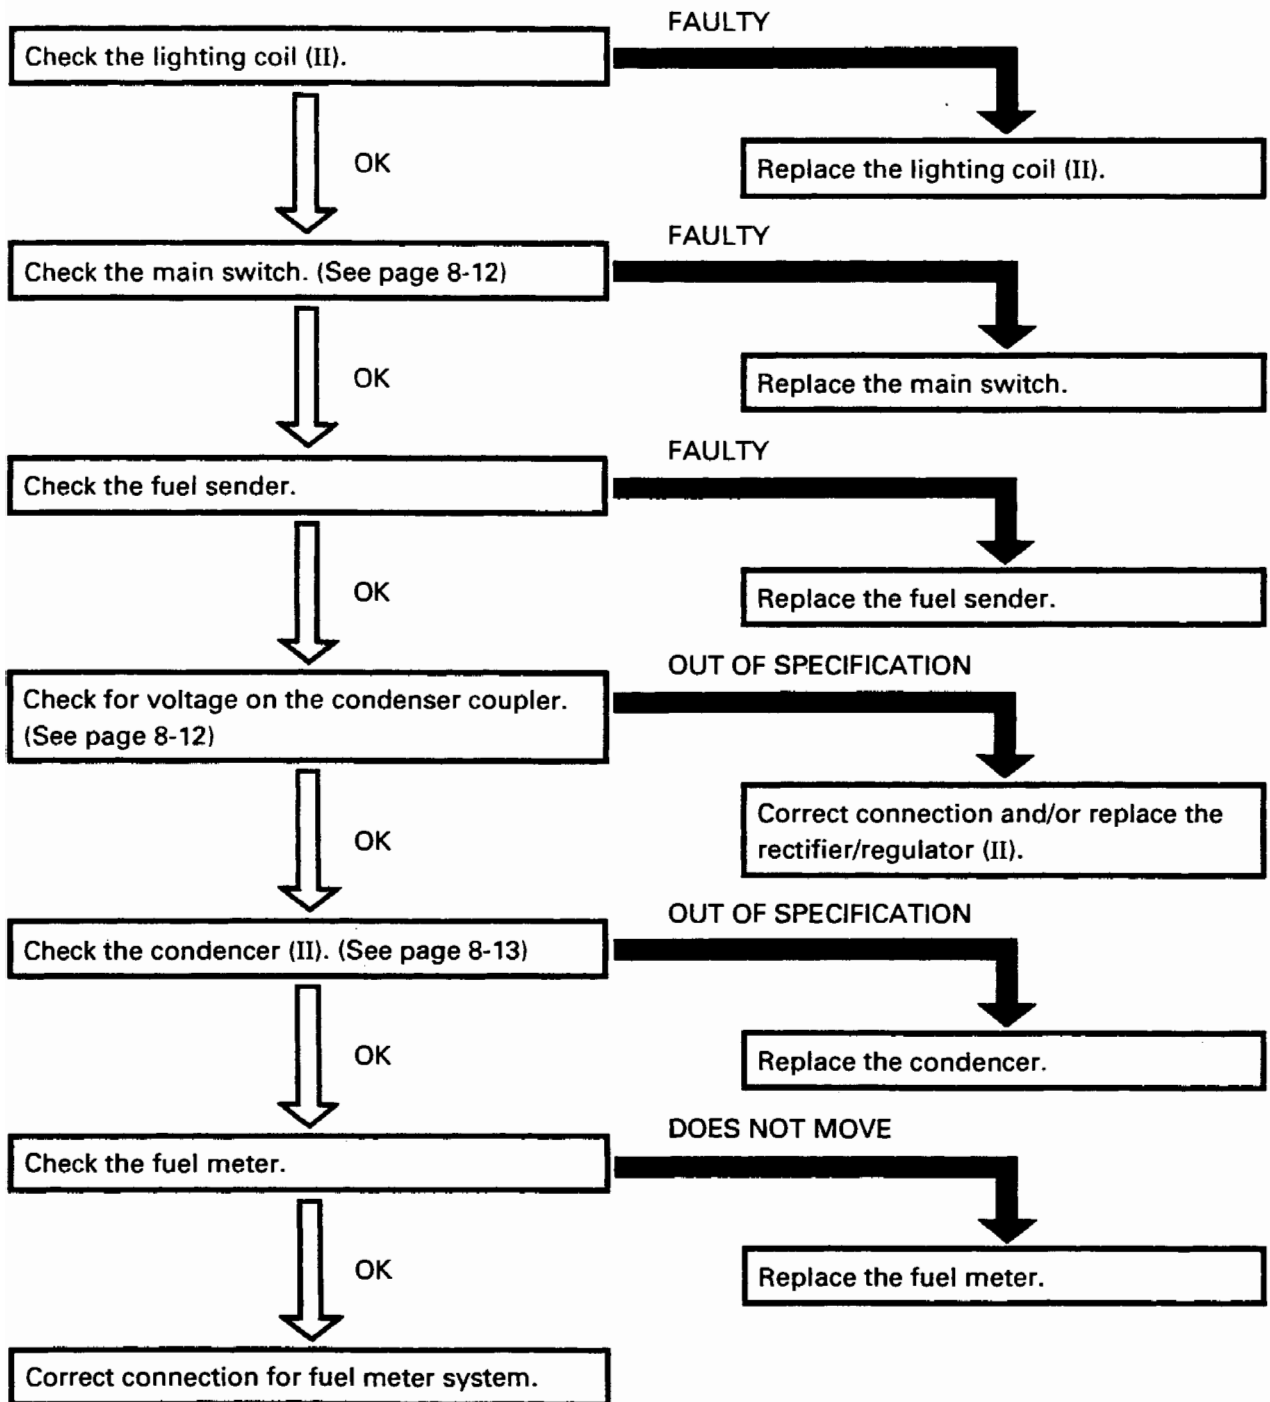 FAULTY
Check the lighting coil (II).
OK
Replace the lighting coil (II).
FAULTY
Check the main switch. (See page 8-12)
OK
Replace the main switch.
FAULTY
Check the fuel sender.
OK
Replace the fuel sender.
OUT OF SPECIFICATION
Check for voltage on the condenser coupler.
(See page 8-12)
OK
Correct connection and/or replace the
rectifier/regulator (II).
OUT OF SPECIFICATION
Check the condencer (II). (See page 8-13)
OK
Replace the condencer.
DOES NOT MOVE
Check the fuel meter.
OK
Replace the fuel meter.
Correct connection for fuel meter system.